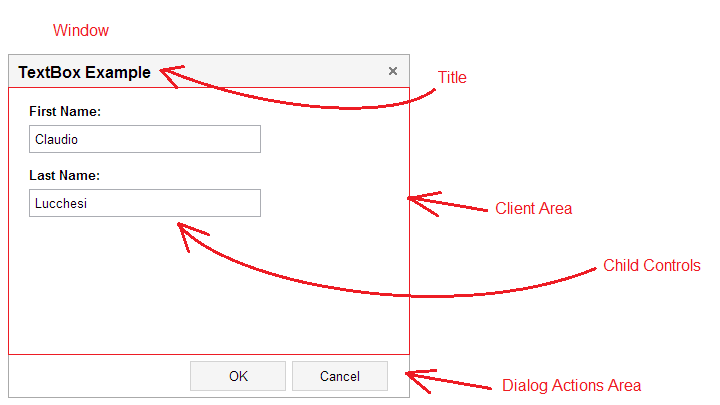 Window
TextBox Example
Title
First Name:
Claudio
Last Name:
Lucchesi
Client Area
Child Controls
OK
Cancel
Dialog Actions Area